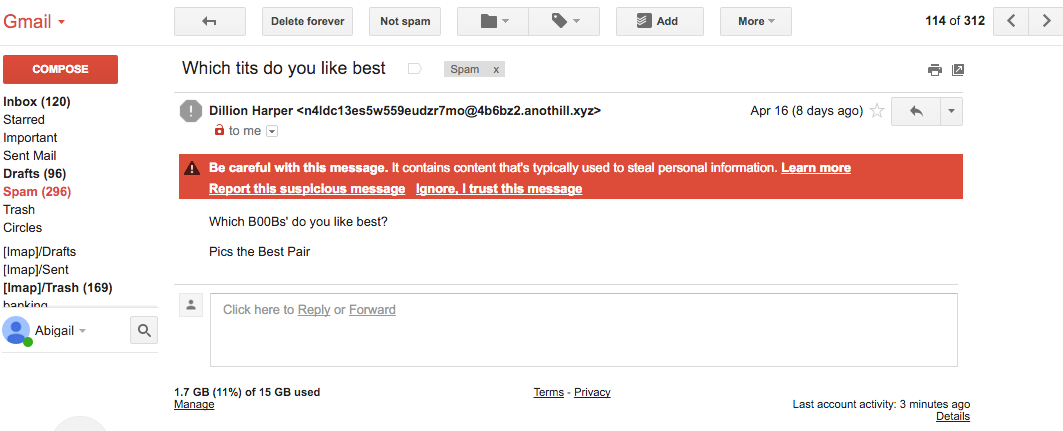 Gmail
Delete forever
Not spam
Add
More
114 of 312
COMPOSE
Which tits do you like best
Spam x
Inbox (120)
Starred
Important
Sent Mail
Drafts (96)
Spam (296)
Trash
Circles
[Imap]/Drafts
[Imap]/Sent
[Imap]/Trash (169)
banking
Abigail
Dillion Harper <n4ldc13es5w559eudzr7mo@4b6bz2.anothill.xyz>
Apr 16 (8 days ago)
to me
Be careful with this message. It contains content that's typically used to steal personal information. Learn more
Report this suspicious message Ignore, I trust this message
Which B00Bs' do you like best?
Pics the Best Pair
Click here to Reply or Forward
1.7 GB (11%) of 15 GB used
Manage
Terms - Privacy
Last account activity: 3 minutes ago
Details